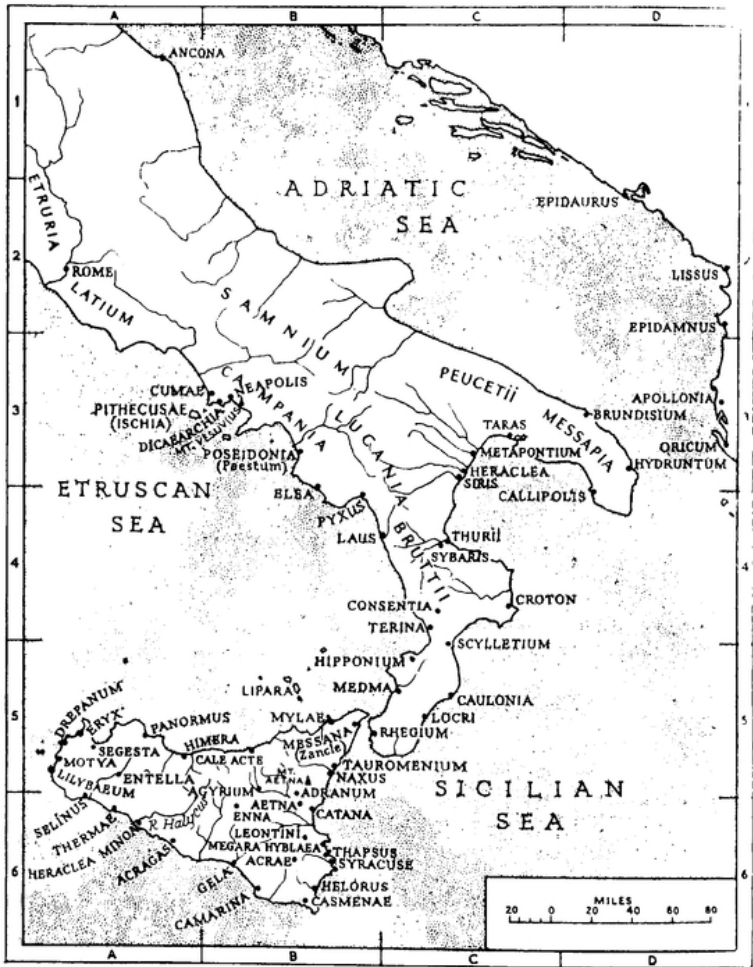 A B C D
ANCONA
1
ADRIATIC
SEA
ETRURIA
EPIDAURUS
2
ROME
LISSUS
LATIUM
SAMNIUM
EPIDAMNUS
CAMPANIA
PEUCETII
CUMAE
NEAPOLIS
APOLLONIA
3
PITHECUSAE
(ISCHIA)
DICAEARCHIA
MT. VESUVIUS
LUCANIA
MESSAPIA
BRUNDISIUM
TARAS
POSEIDONIA
(Paestum)
METAPONTIUM
ORICUM
HERACLEA
HYDRUNTUM
SIRIS
ETRUSCAN
SEA
ELEA
CALLIPOLIS
PYXUS
LAUS
BRUTTII
THURII
SYBARIS
4
4
CONSENTIA
CROTON
TERINA
SCYLLETIUM
HIPPONIUM
LIPARA
MEDMA
CAULONIA
DREPANUM
ERYX
PANORMUS
MYLAE
LOCRI
5
5
SEGESTA
HIMERA
MESSANA
(Zancle)
RHEGIUM
MOTYA
CALE ACTE
TAUROMENIUM
LILYBAEUM
ENTELLA
MT.
AETNA
NAXUS
SICILIAN
SEA
AGYRIUM
ADRANUM
SELINUS
AETNA
CATANA
THERMAE
R. Halycus
ENNA
HERACLEA MINOA
LEONTINI
MEGARA HYBLAEA
THAPSUS
ACRAGAS
ACRAE
SYRACUSE
6
6
GELA
HELORUS
CAMARINA
CASMENAE
MILES
20 0 20 40 60 80
A B C D